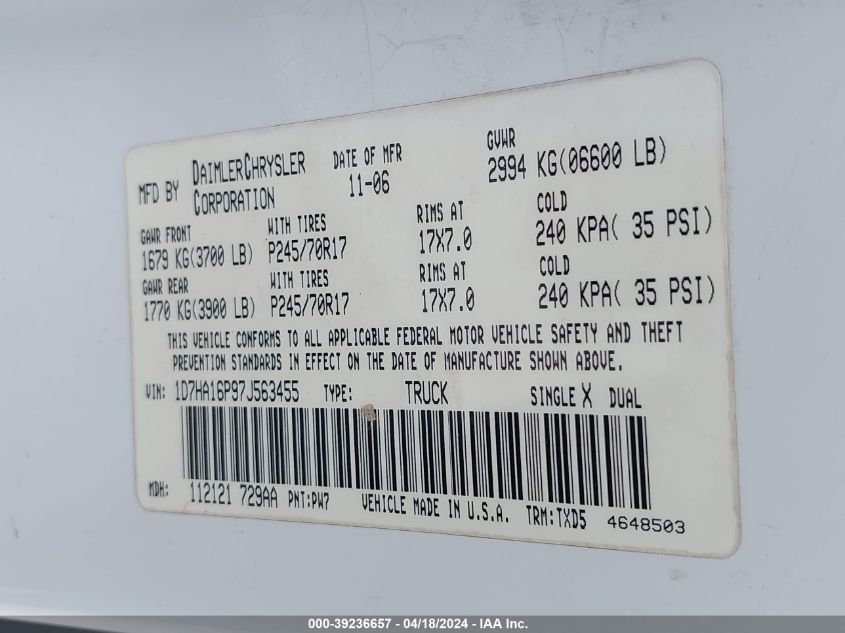 MFD BY DAIMLERCHRYSLER CORPORATION
DATE OF MFR 11-06
GVWR 2994 KG(06600 LB)
GAWR FRONT WITH TIRES RIMS AT COLD
1679 KG(3700 LB) P245/70R17 17X7.0 240 KPA( 35 PSI)
GAWR REAR WITH TIRES RIMS AT COLD
1770 KG(3900 LB) P245/70R17 17X7.0 240 KPA( 35 PSI)
THIS VEHICLE CONFORMS TO ALL APPLICABLE FEDERAL MOTOR VEHICLE SAFETY AND THEFT
PREVENTION STANDARDS IN EFFECT ON THE DATE OF MANUFACTURE SHOWN ABOVE.
VIN: 1D7HA16P97J563455 TYPE: TRUCK SINGLE X DUAL
MDH: 112121 729AA PNT:PW7 VEHICLE MADE IN U.S.A. TRM:TXD5 4648503
000-39236657 - 04/18/2024 - IAA Inc.